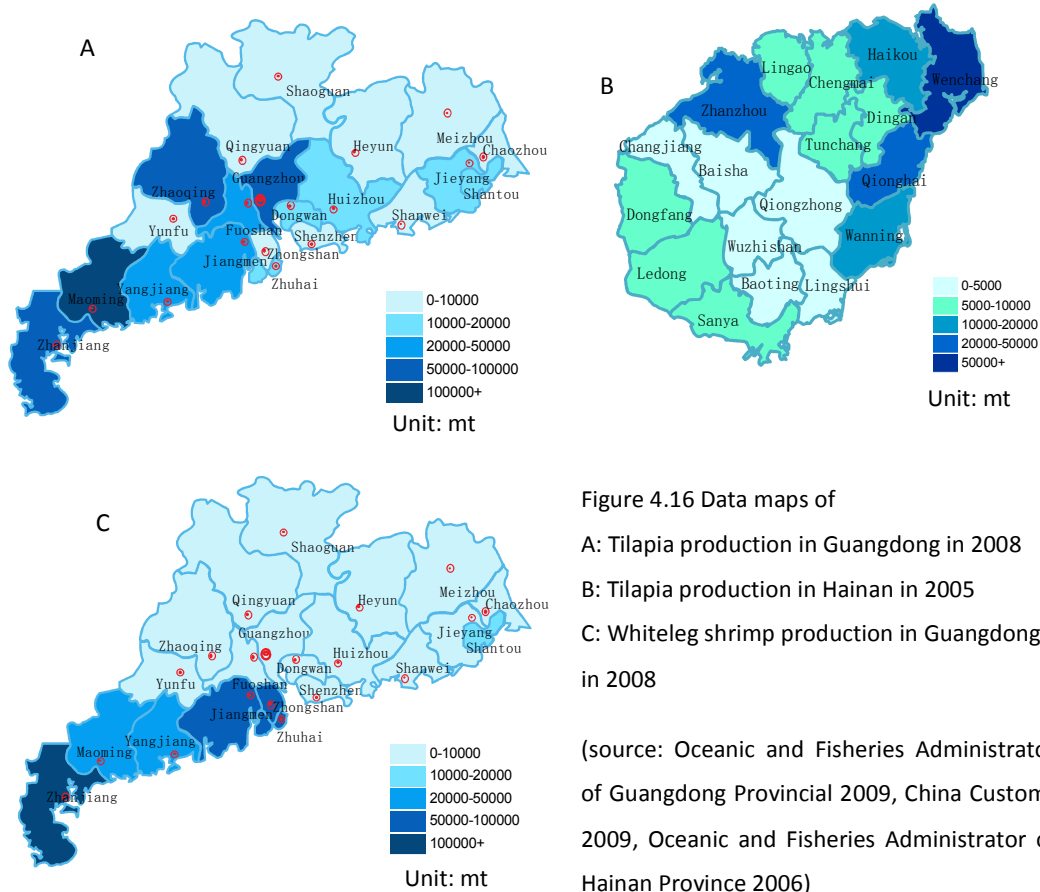 A
Shaoguan
Meizhou
Qingyuan
Heyun
Chaozhou
Guangzhou
Jieyang
Zhaoqing
Huizhou
Shantou
Dongwan
Yunfu
Shanwei
Fuoshan
Shenzhen
Zhongshan
Jiangmen
Zhuhai
Yangjiang
Maoming
Zhanjiang
0-10000
10000-20000
20000-50000
50000-100000
100000+
Unit: mt
B
Haikou
Lingao
Wenchang
Chengmai
Zhanzhou
Dingan
Changjiang
Tunchang
Baisha
Qionghai
Qiongzhong
Dongfang
Wanning
Wuzhishan
Ledong
Baoting
Lingshui
Sanya
0-5000
5000-10000
10000-20000
20000-50000
50000+
Unit: mt
C
Shaoguan
Meizhou
Qingyuan
Heyun
Chaozhou
Guangzhou
Jieyang
Zhaoqing
Huizhou
Shantou
Dongwan
Yunfu
Shanwei
Fuoshan
Shenzhen
Zhongshan
Jiangmen
Zhuhai
Yangjiang
Maoming
Zhanjiang
0-10000
10000-20000
20000-50000
50000-100000
100000+
Unit: mt
Figure 4.16 Data maps of
A: Tilapia production in Guangdong in 2008
B: Tilapia production in Hainan in 2005
C: Whiteleg shrimp production in Guangdong
in 2008
(source: Oceanic and Fisheries Administrato
of Guangdong Provincial 2009, China Custom
2009, Oceanic and Fisheries Administrator o
Hainan Province 2006)